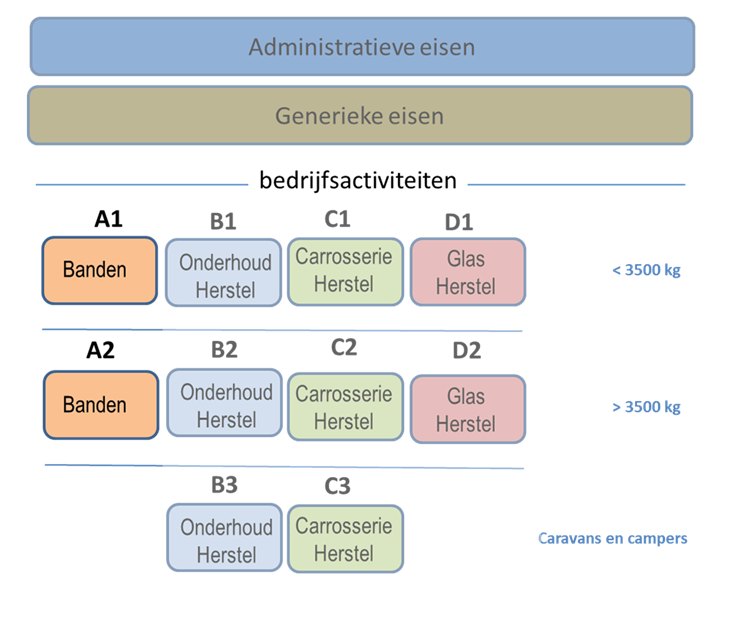 Administratieve eisen
Generieke eisen
bedrijfsactiviteiten
A1 B1 C1 D1
Banden
Onderhoud
Herstel
Carrosserie
Herstel
Glas
Herstel
< 3500 kg
A2 B2 C2 D2
Banden
Onderhoud
Herstel
Carrosserie
Herstel
Glas
Herstel
> 3500 kg
B3 C3
Onderhoud
Herstel
Carrosserie
Herstel
Caravans en campers